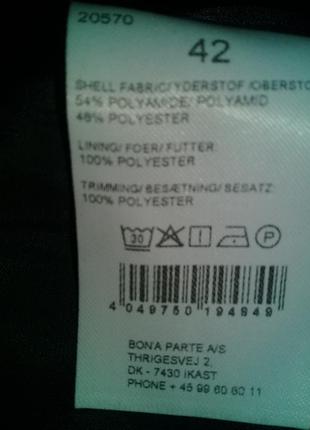 20570
42
SHELL FABRIC/YDERSTOF/OBERSTO
54% POLYAMIDE/ POLYAMID
46% POLYESTER
LINING/ FOER/ FUTTER:
100% POLYESTER
TRIMMING/ BESÆTNING/ BESATZ:
100% POLYESTER
30 P
4 049750 194949
BON'A PARTE A/S
THRIGESVEJ 2,
DK - 7430 IKAST
PHONE + 45 99 60 60 11